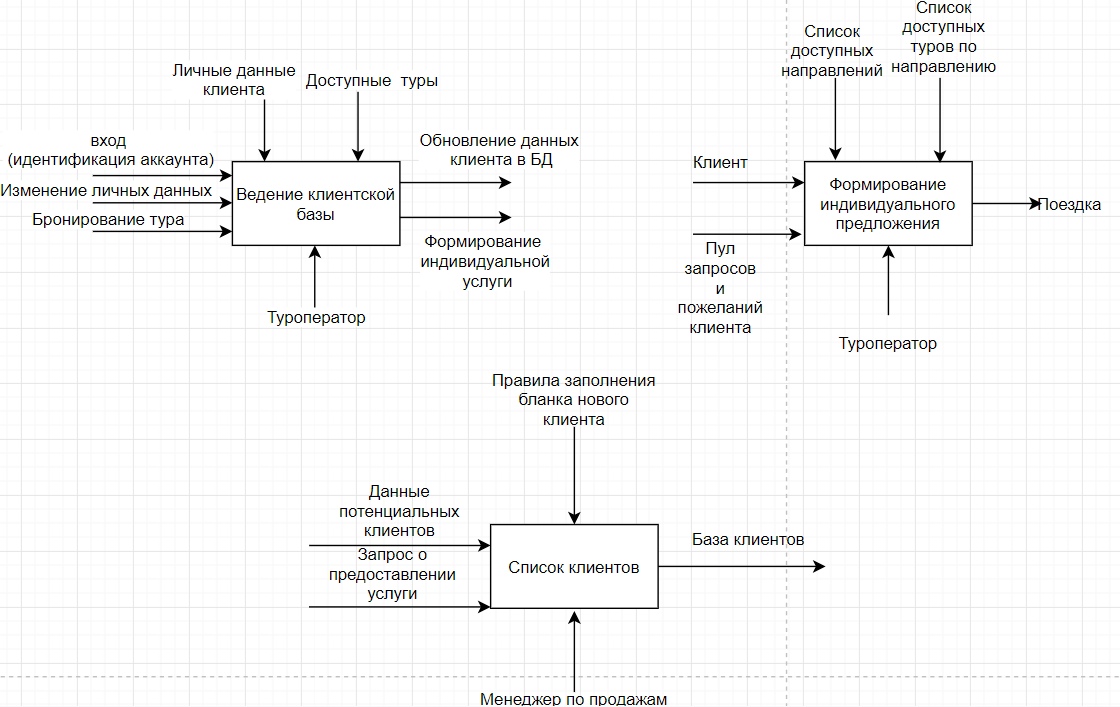 Личные данные
клиента
Доступные туры
вход
(идентификация аккаунта)
Изменение личных данных
Бронирование тура
Ведение клиентской
базы
Обновление данных
клиента в БД
Формирование
индивидуальной
услуги
Туроператор
Список
доступных
направлений
Список
доступных
туров по
направлению
Клиент
Пул
запросов
и
пожеланий
клиента
Формирование
индивидуального
предложения
Поездка
Туроператор
Правила заполнения
бланка нового
клиента
Данные
потенциальных
клиентов
Запрос о
предоставлении
услуги
Список клиентов
База клиентов
Менеджер по продажам